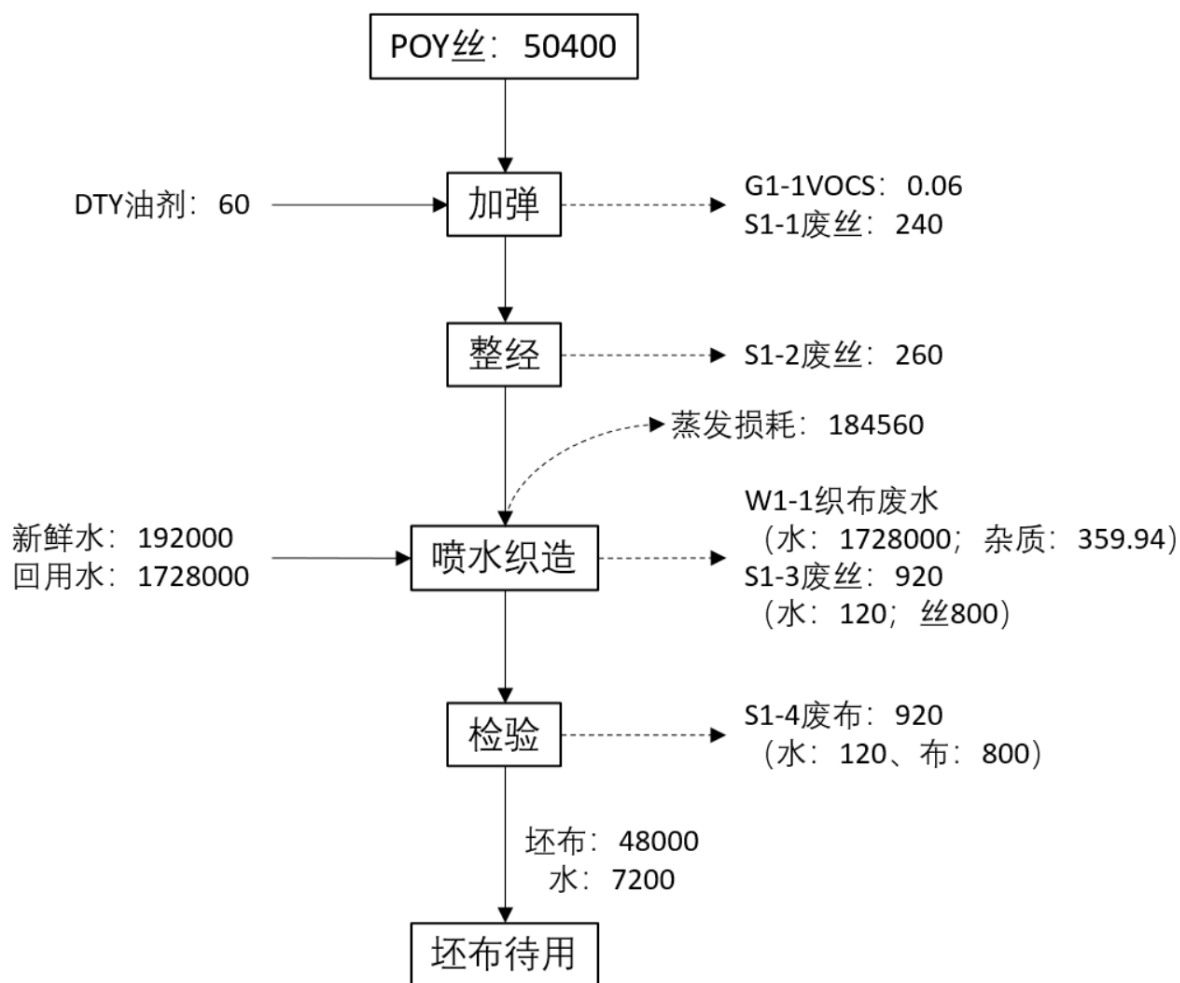 POY丝：50400
DTY油剂：60
加弹
G1-1VOCS：0.06
S1-1废丝：240
整经
S1-2废丝：260
蒸发损耗：184560
新鲜水：192000
回用水：1728000
喷水织造
W1-1织布废水
（水：1728000；杂质：359.94）
S1-3废丝：920
（水：120；丝800）
检验
S1-4废布：920
（水：120、布：800）
坯布：48000
水：7200
坯布待用